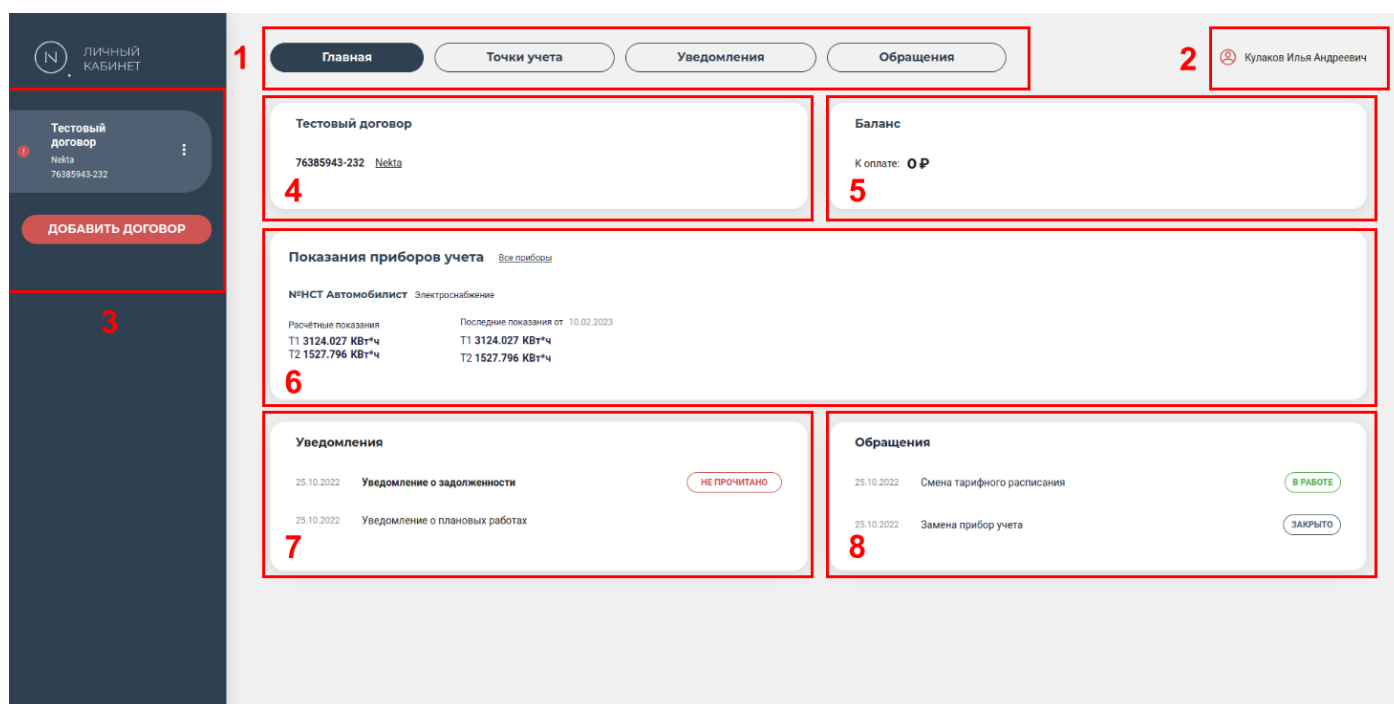 ЛИЧНЫЙ
КАБИНЕТ
1
Главная
Точки учета
Уведомления
Обращения
2
Кулаков Илья Андреевич
Тестовый
договор
Nekta
76385943-232
ДОБАВИТЬ ДОГОВОР
3
Тестовый договор
76385943-232 Nekta
4
Баланс
К оплате: 0 ₽
5
Показания приборов учета Все приборы
№НСТ Автомобилист Электроснабжение
Расчётные показания
T1 3124.027 КВт*ч
T2 1527.796 КВт*ч
Последние показания от 10.02.2023
T1 3124.027 КВт*ч
T2 1527.796 КВт*ч
6
Уведомления
25.10.2022 Уведомление о задолженности НЕ ПРОЧИТАНО
25.10.2022 Уведомление о плановых работах
7
Обращения
25.10.2022 Смена тарифного расписания В РАБОТЕ
25.10.2022 Замена прибор учета ЗАКРЫТО
8